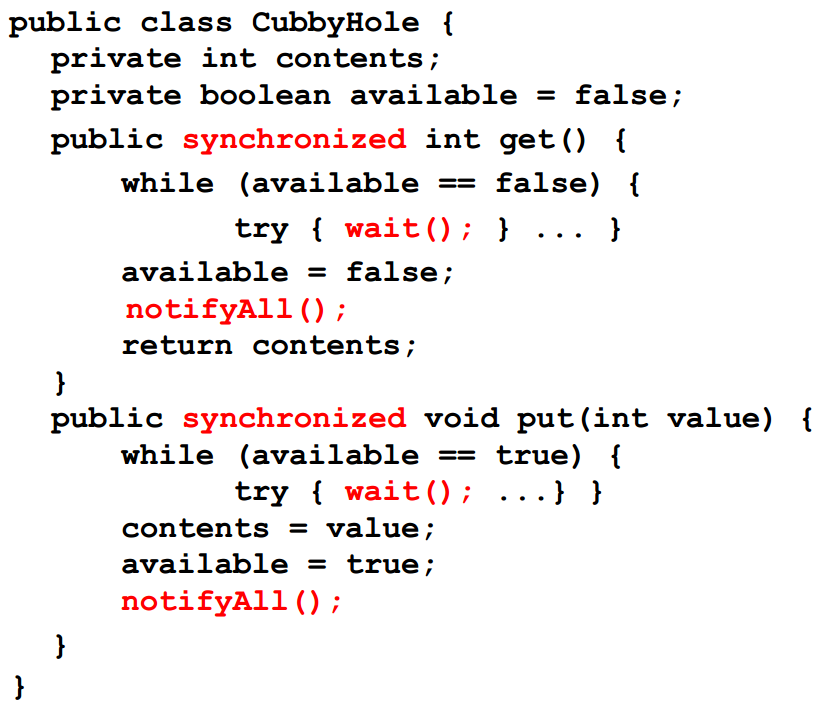 public class CubbyHole {
private int contents;
private boolean available = false;
public synchronized int get() {
while (available == false) {
try { wait(); } ... }
available = false;
notifyAll();
return contents;
}
public synchronized void put(int value) {
while (available == true) {
try { wait(); ...} }
contents = value;
available = true;
notifyAll();
}
}